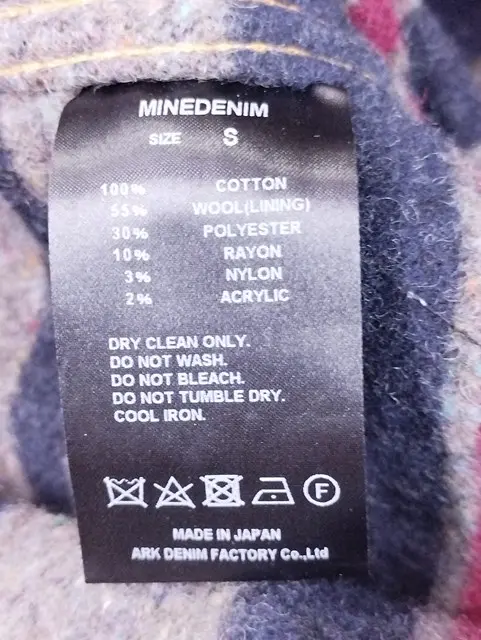 MINEDENIM
SIZE S
100% COTTON
55% WOOL(LINING)
30% POLYESTER
10% RAYON
3% NYLON
2% ACRYLIC
DRY CLEAN ONLY.
DO NOT WASH.
DO NOT BLEACH.
DO NOT TUMBLE DRY.
COOL IRON.
F
MADE IN JAPAN
ARK DENIM FACTORY Co.,Ltd